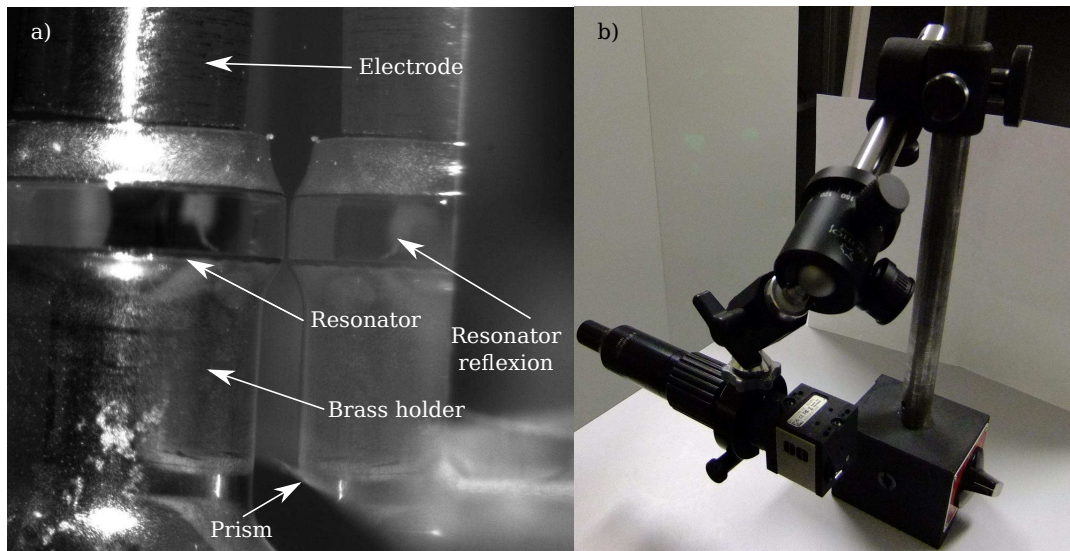 a)
Electrode
Resonator
Resonator
reflexion
Brass holder
Prism
b)